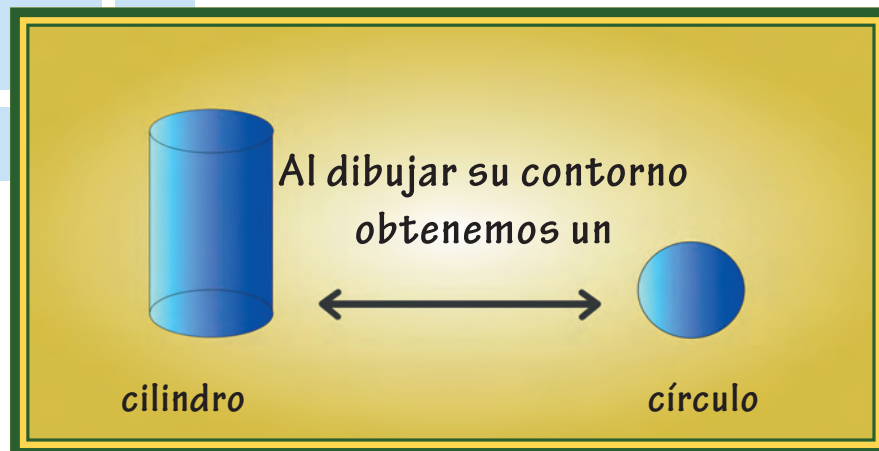 Al dibujar su contorno
obtenemos un
cilindro
círculo